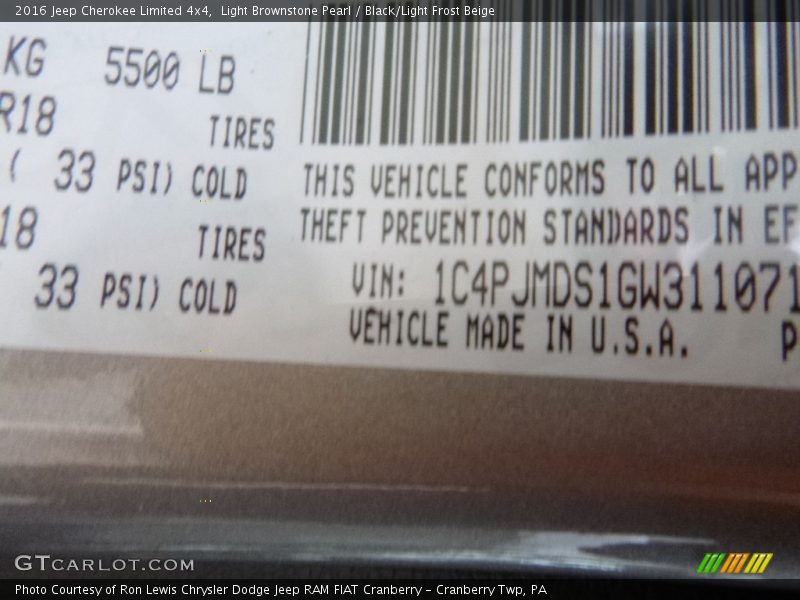 2016 Jeep Cherokee Limited 4x4, Light Brownstone Pearl / Black/Light Frost Beige
KG 5500 LB
R18 TIRES
( 33 PSI) COLD
18 TIRES
33 PSI) COLD
THIS VEHICLE CONFORMS TO ALL APP
THEFT PREVENTION STANDARDS IN EF
VIN: 1C4PJMDS1GW311071
VEHICLE MADE IN U.S.A. P
GTCARLOT.COM
Photo Courtesy of Ron Lewis Chrysler Dodge Jeep RAM FIAT Cranberry – Cranberry Twp, PA